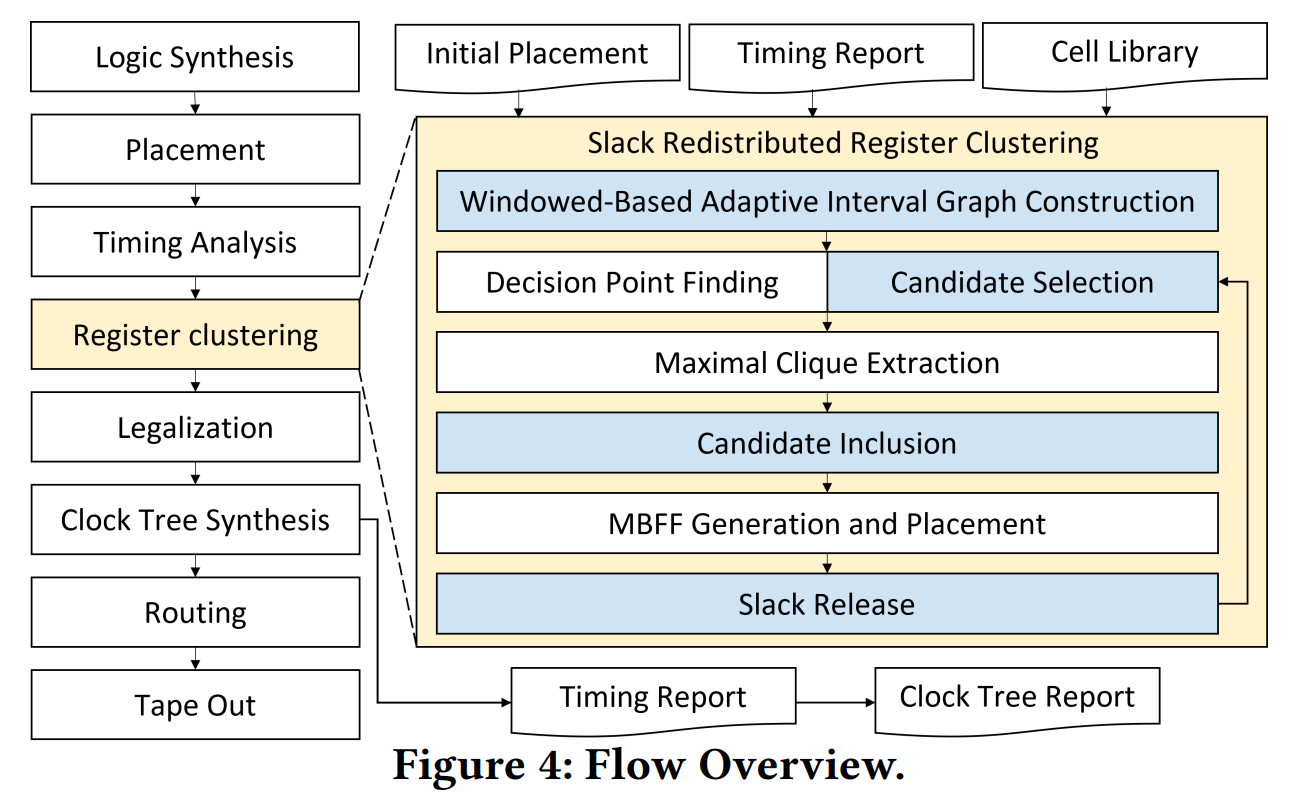 Logic Synthesis
Placement
Timing Analysis
Register clustering
Legalization
Clock Tree Synthesis
Routing
Tape Out
Initial Placement
Timing Report
Cell Library
Slack Redistributed Register Clustering
Windowed-Based Adaptive Interval Graph Construction
Decision Point Finding
Candidate Selection
Maximal Clique Extraction
Candidate Inclusion
MBFF Generation and Placement
Slack Release
Timing Report
Clock Tree Report
Figure 4: Flow Overview.